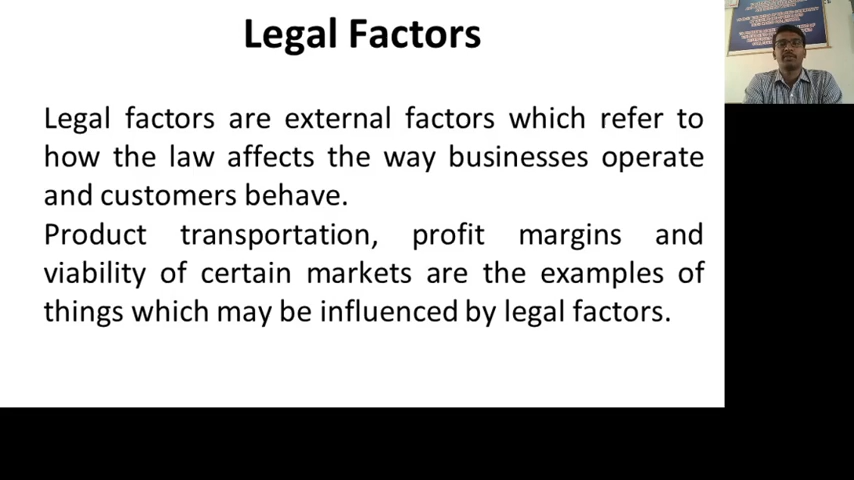 Legal Factors
Legal factors are external factors which refer to
how the law affects the way businesses operate
and customers behave.
Product transportation, profit margins and
viability of certain markets are the examples of
things which may be influenced by legal factors.